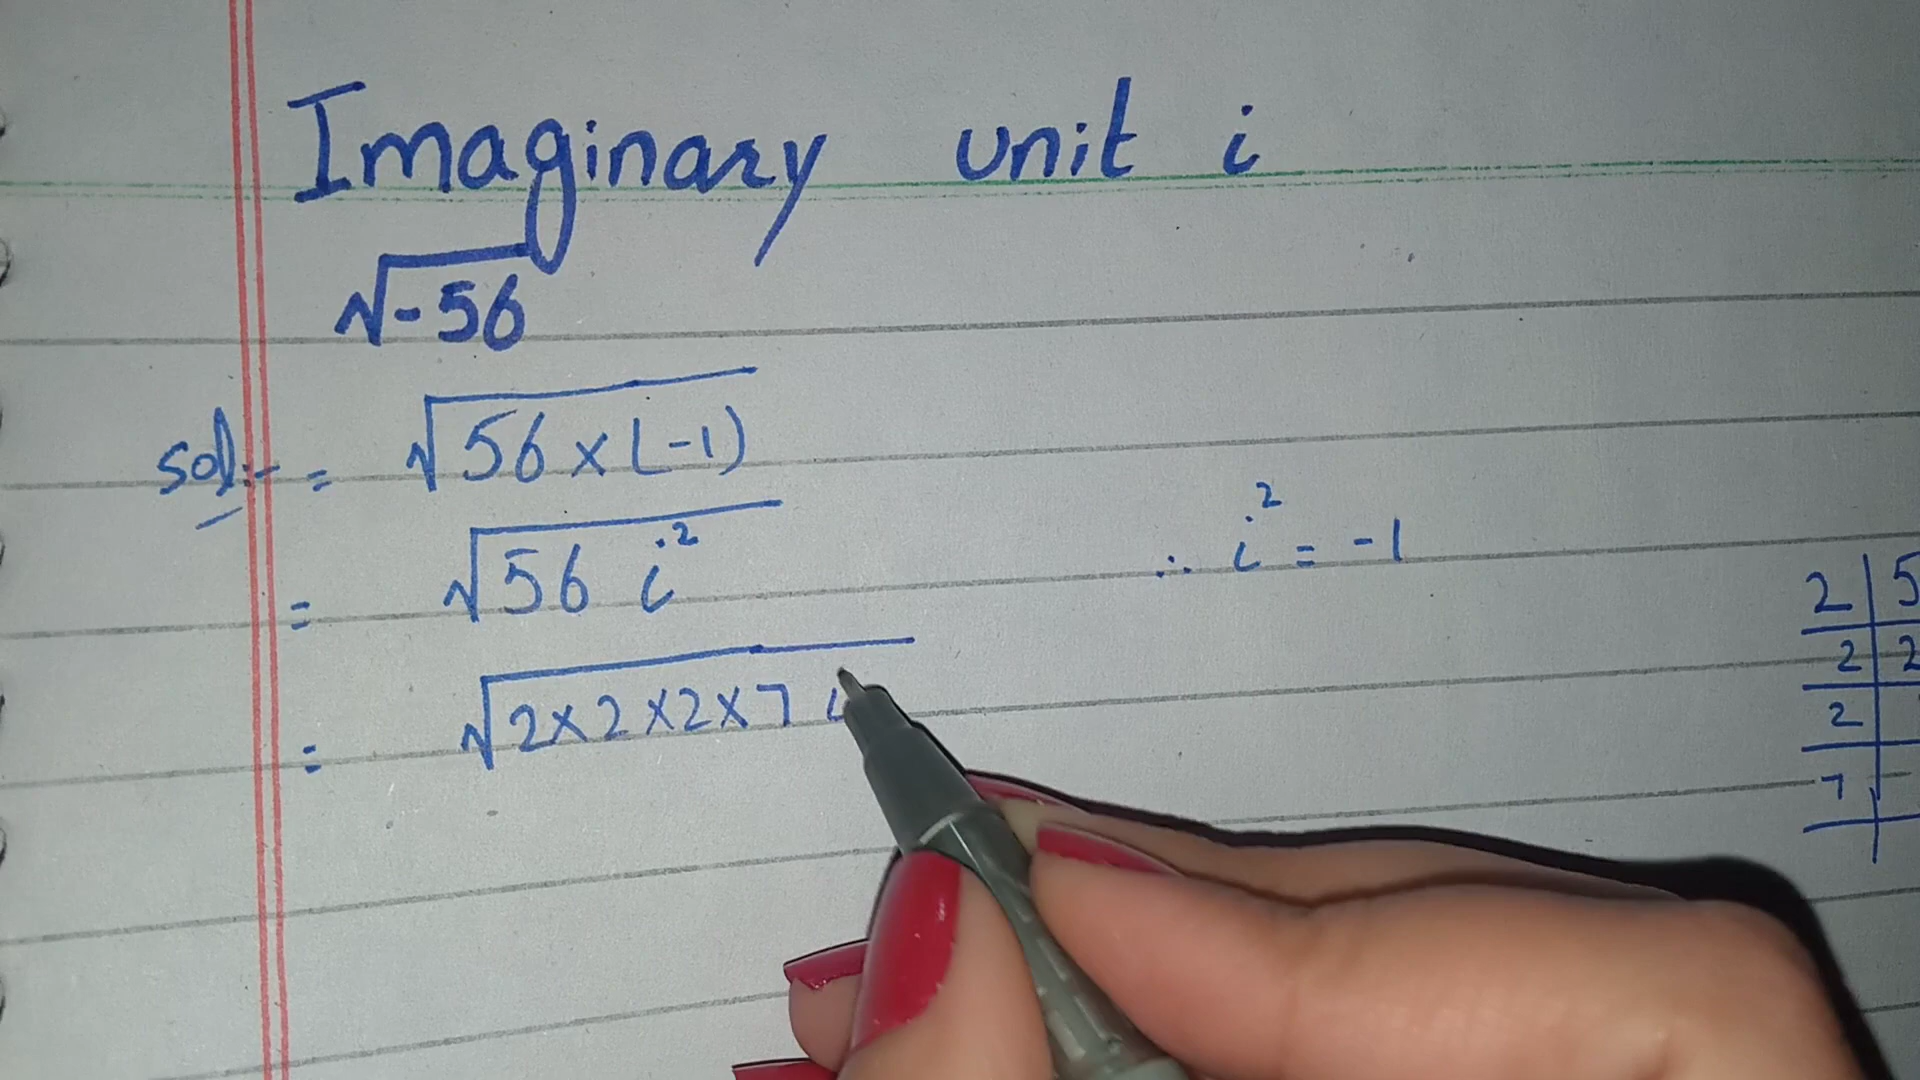 Imaginary unit i
√-56
Sol:- = √56 × (-1)
= √56 i²
∴ i² = -1
= √2×2×2×7 i
2 | 5
2 | 2
2 |
7 |